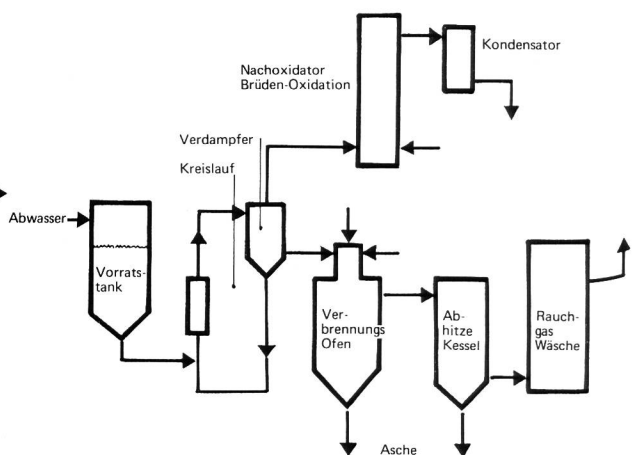 Nachoxidator
Brüden-Oxidation
Kondensator
Verdampfer
Kreislauf
Abwasser
Vorrats-
tank
Ver-
brennungs
Ofen
Ab-
hitze
Kessel
Rauch-
gas
Wäsche
Asche